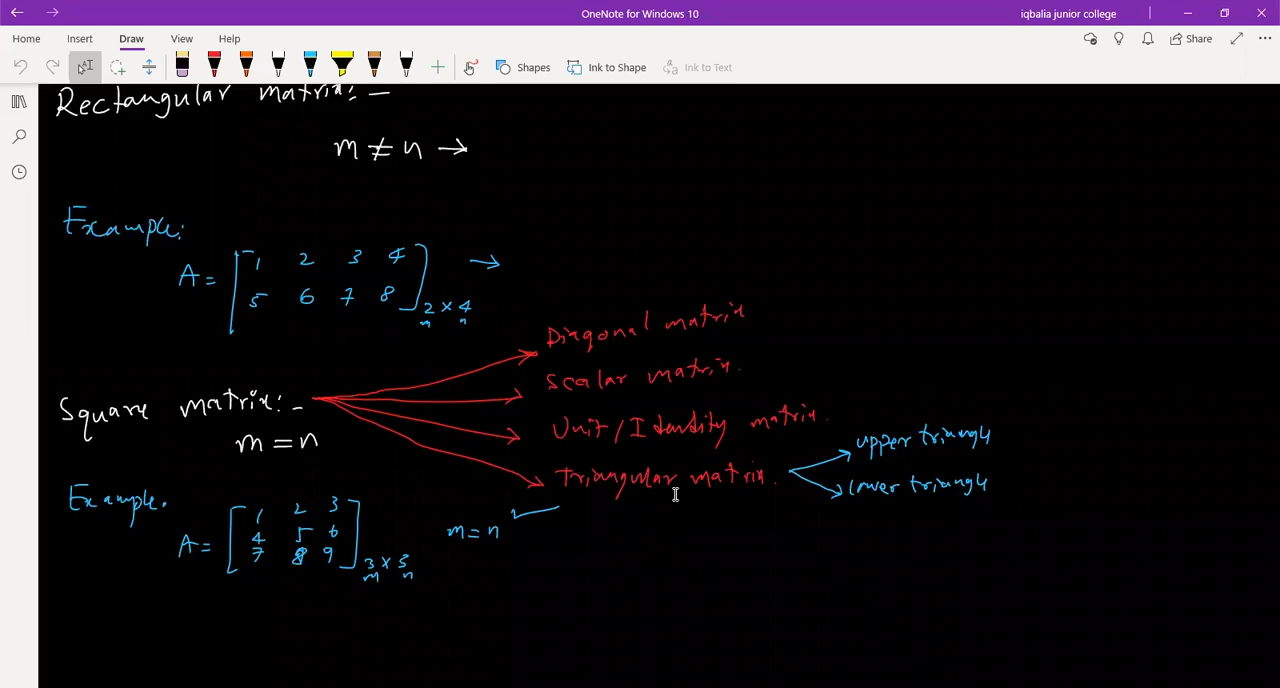 OneNote for Windows 10
iqbalia junior college
Home Insert Draw View Help
Share
Shapes
Ink to Shape
Ink to Text
Rectangular matrix:-
m ≠ n →
Example:
A = [1 2 3 4
5 6 7 8] 2 × 4
m n
Square matrix:-
m = n
Diagonal matrix
Scalar matrix.
Unit/Identity matrix.
Triangular matrix.
upper triangle
lower triangle
Example.
A = [1 2 3
4 5 6
7 8 9] 3 × 3
m n
m = n